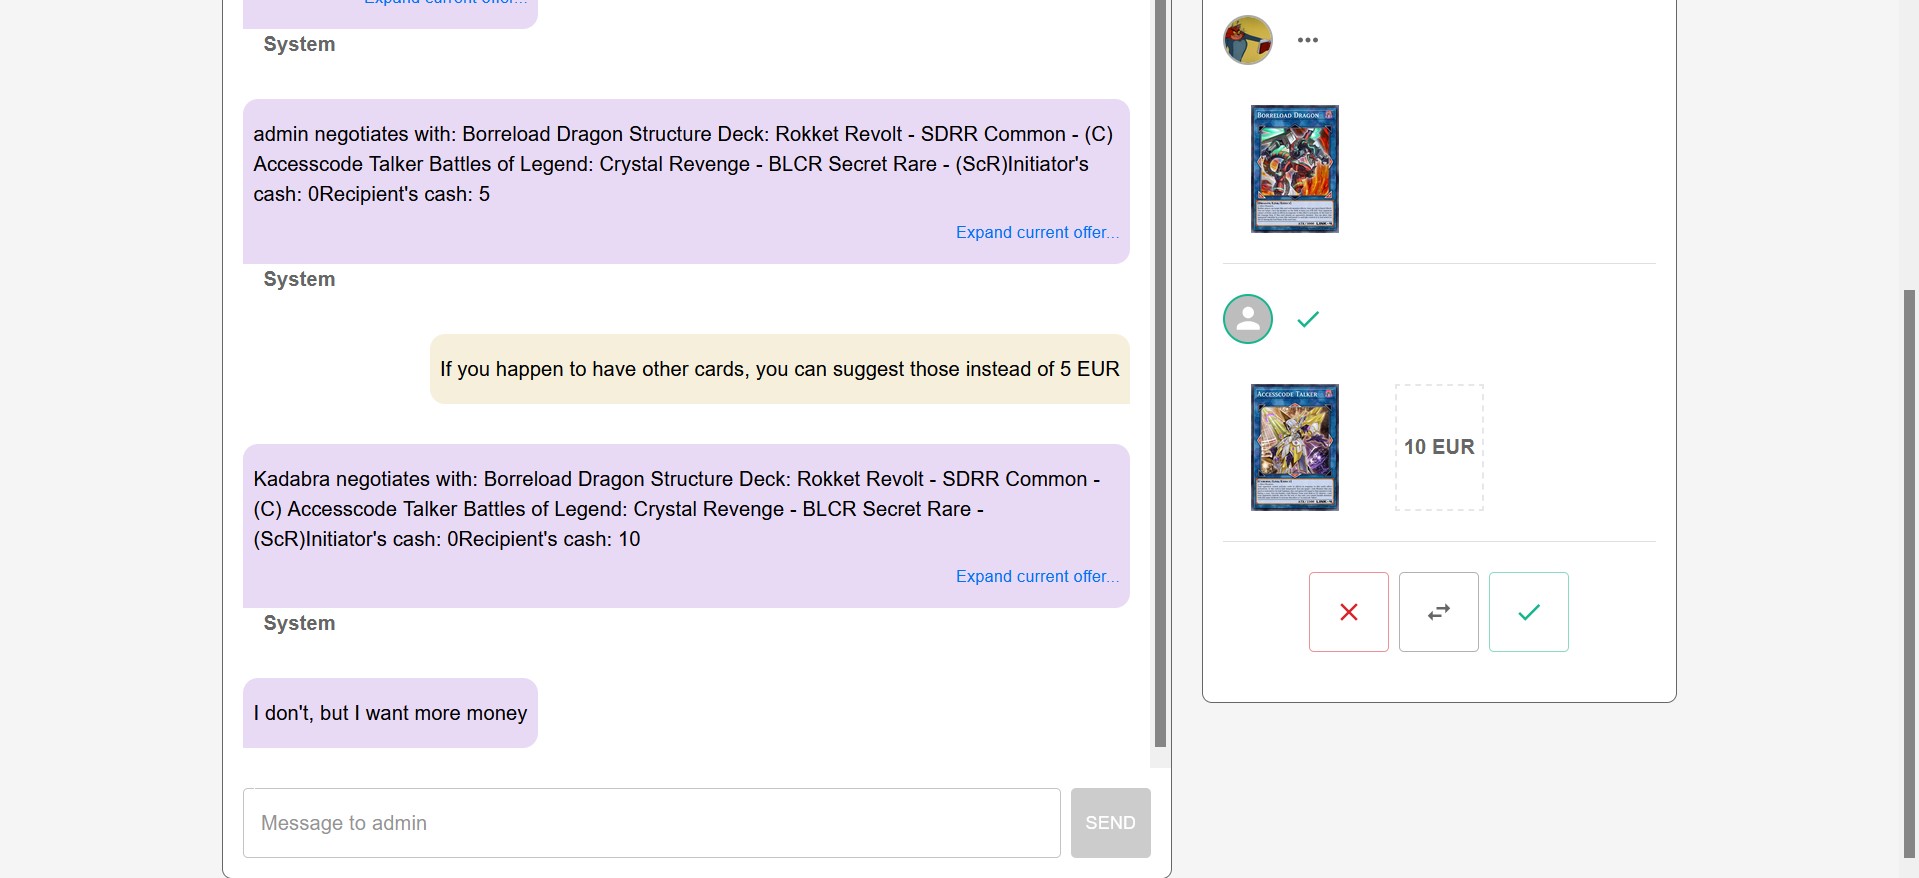 Expand current offer...
System
admin negotiates with: Borreload Dragon Structure Deck: Rokket Revolt - SDRR Common - (C)
Accesscode Talker Battles of Legend: Crystal Revenge - BLCR Secret Rare - (ScR)Initiator's
cash: 0Recipient's cash: 5
Expand current offer...
System
If you happen to have other cards, you can suggest those instead of 5 EUR
Kadabra negotiates with: Borreload Dragon Structure Deck: Rokket Revolt - SDRR Common -
(C) Accesscode Talker Battles of Legend: Crystal Revenge - BLCR Secret Rare -
(ScR)Initiator's cash: 0Recipient's cash: 10
Expand current offer...
System
I don't, but I want more money
Message to admin
SEND
BORRELOAD DRAGON
ACCESSCODE TALKER
10 EUR